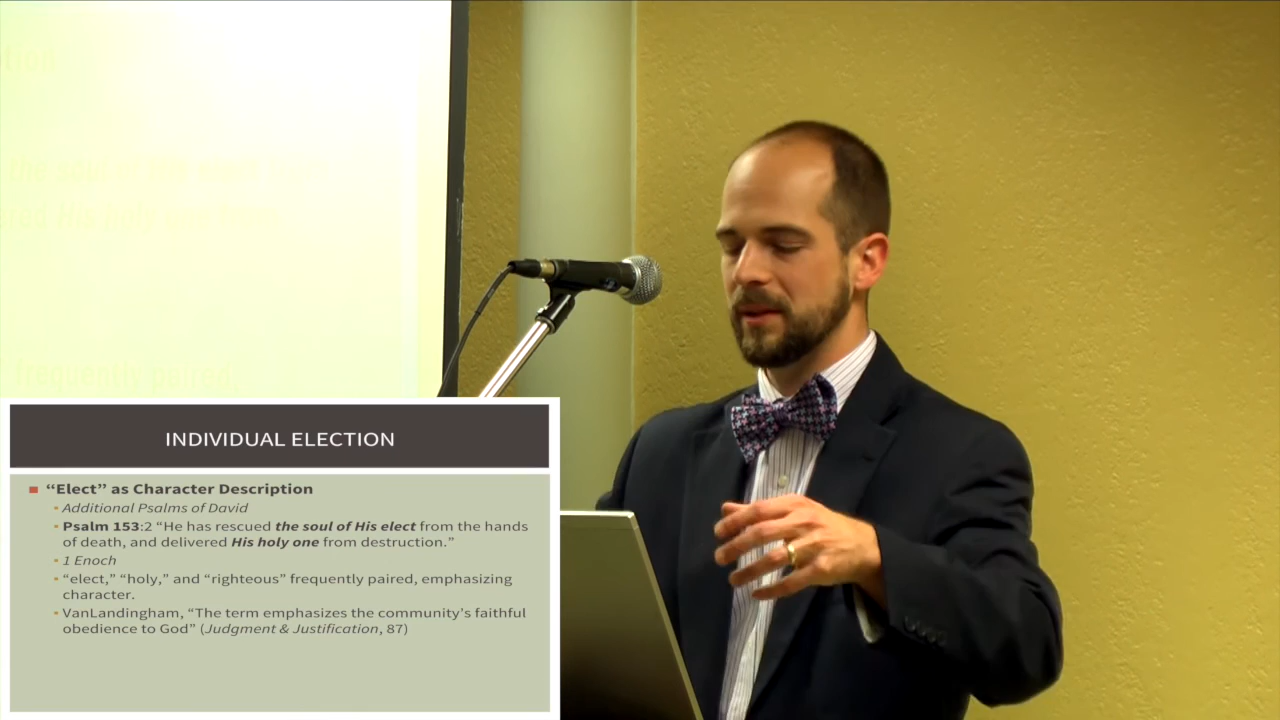 INDIVIDUAL ELECTION
“Elect” as Character Description
Additional Psalms of David
Psalm 153:2 “He has rescued the soul of His elect from the hands
of death, and delivered His holy one from destruction.”
1 Enoch
“elect,” “holy,” and “righteous” frequently paired, emphasizing
character.
VanLandingham, “The term emphasizes the community’s faithful
obedience to God” (Judgment & Justification, 87)